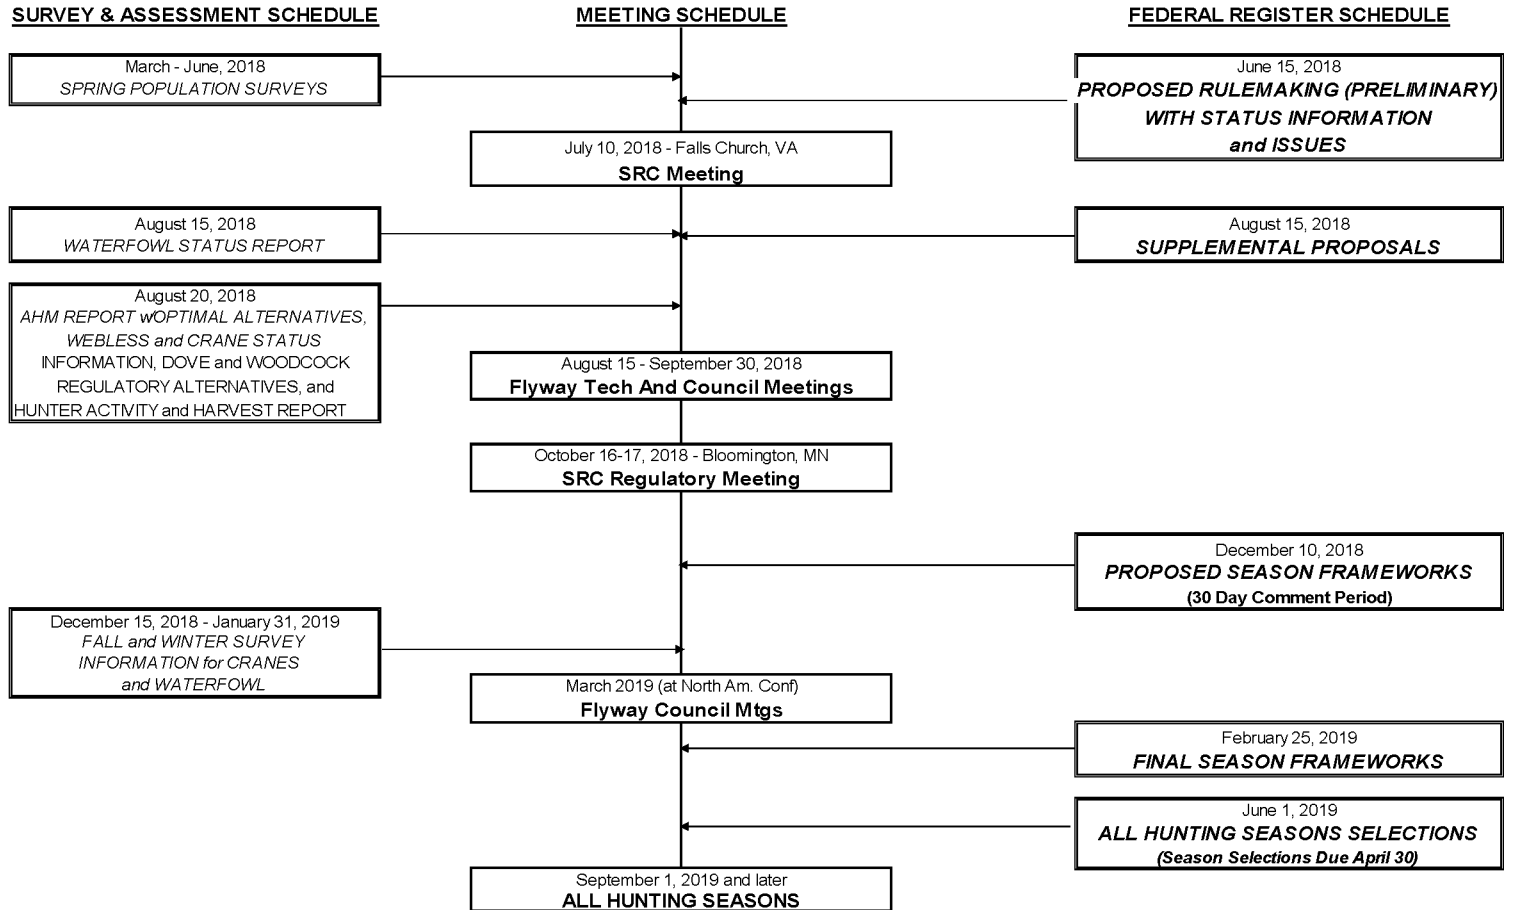 SURVEY & ASSESSMENT SCHEDULE
MEETING SCHEDULE
FEDERAL REGISTER SCHEDULE
March - June, 2018
SPRING POPULATION SURVEYS
June 15, 2018
PROPOSED RULEMAKING (PRELIMINARY)
WITH STATUS INFORMATION
and ISSUES
July 10, 2018 - Falls Church, VA
SRC Meeting
August 15, 2018
WATERFOWL STATUS REPORT
August 15, 2018
SUPPLEMENTAL PROPOSALS
August 20, 2018
AHM REPORT wOPTIMAL ALTERNATIVES,
WEBLESS and CRANE STATUS
INFORMATION, DOVE and WOODCOCK
REGULATORY ALTERNATIVES, and
HUNTER ACTIVITY and HARVEST REPORT
August 15 - September 30, 2018
Flyway Tech And Council Meetings
October 16-17, 2018 - Bloomington, MN
SRC Regulatory Meeting
December 10, 2018
PROPOSED SEASON FRAMEWORKS
(30 Day Comment Period)
December 15, 2018 - January 31, 2019
FALL and WINTER SURVEY
INFORMATION for CRANES
and WATERFOWL
March 2019 (at North Am. Conf)
Flyway Council Mtgs
February 25, 2019
FINAL SEASON FRAMEWORKS
June 1, 2019
ALL HUNTING SEASONS SELECTIONS
(Season Selections Due April 30)
September 1, 2019 and later
ALL HUNTING SEASONS